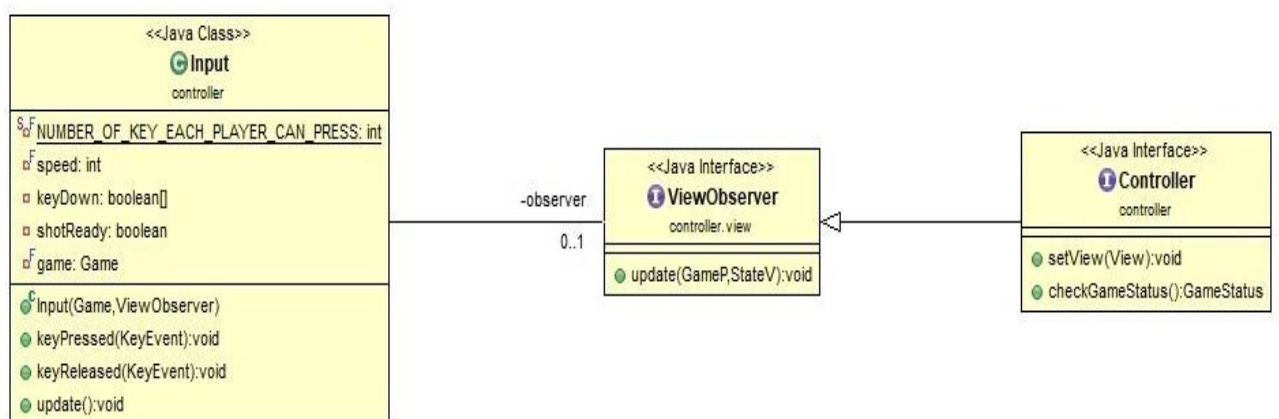 <<Java Class>>
Input
controller
NUMBER_OF_KEY_EACH_PLAYER_CAN_PRESS: int
speed: int
keyDown: boolean[]
shotReady: boolean
game: Game
Input(Game,ViewObserver)
keyPressed(KeyEvent):void
keyReleased(KeyEvent):void
update():void
-observer
0..1
<<Java Interface>>
ViewObserver
controller.view
update(GameP,StateV):void
<<Java Interface>>
Controller
controller
setView(View):void
checkGameStatus():GameStatus